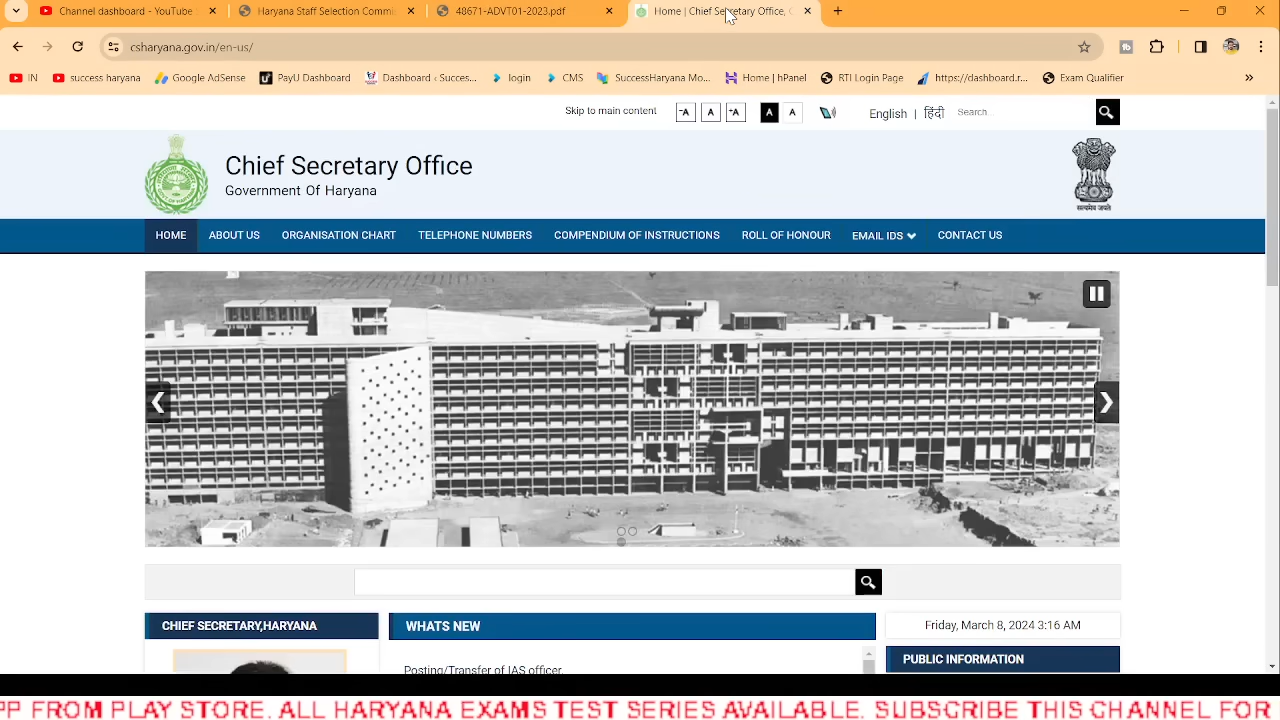 Channel dashboard - YouTube
Haryana Staff Selection Commi
48671-ADVT01-2023.pdf
Home | Chief Secretary Office,
csharyana.gov.in/en-us/
IN
success haryana
Google AdSense
PayU Dashboard
Dashboard ‹ Succes...
login
CMS
SuccessHaryana Mo...
Home | hPanel
RTI Login Page
https://dashboard.r...
Exam Qualifier
Skip to main content
-A A +A A A
English | हिंदी
Search...
Chief Secretary Office
Government Of Haryana
सत्यमेव जयते
HOME ABOUT US ORGANISATION CHART TELEPHONE NUMBERS COMPENDIUM OF INSTRUCTIONS ROLL OF HONOUR EMAIL IDS CONTACT US
CHIEF SECRETARY,HARYANA
WHATS NEW
Posting/Transfer of IAS officer.
Friday, March 8, 2024 3:16 AM
PUBLIC INFORMATION
PP FROM PLAY STORE. ALL HARYANA EXAMS TEST SERIES AVAILABLE. SUBSCRIBE THIS CHANNEL FOR